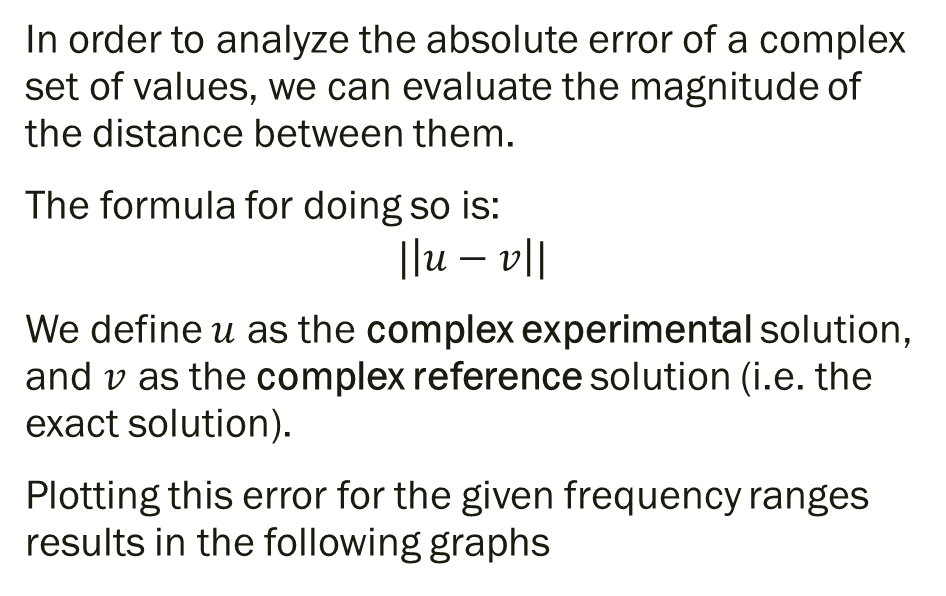 In order to analyze the absolute error of a complex
set of values, we can evaluate the magnitude of
the distance between them.
The formula for doing so is:
||u − v||
We define u as the complex experimental solution,
and v as the complex reference solution (i.e. the
exact solution).
Plotting this error for the given frequency ranges
results in the following graphs